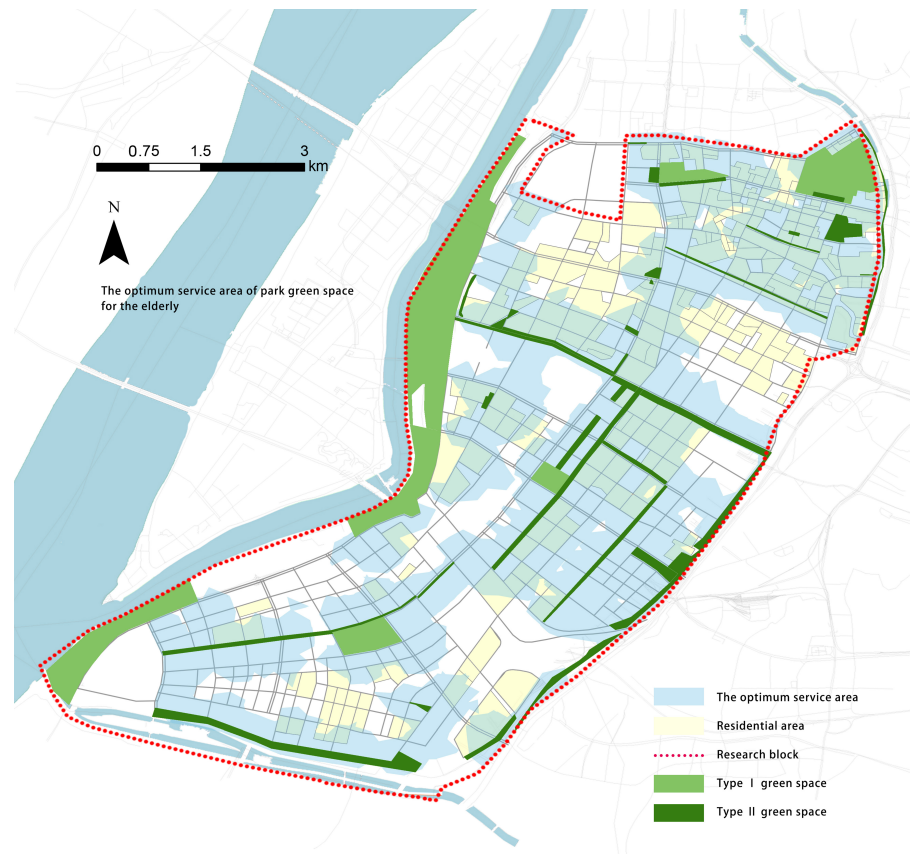 0 0.75 1.5 3
km
N
The optimum service area of park green space
for the elderly
The optimum service area
Residential area
Research block
Type Ⅰ green space
Type Ⅱ green space